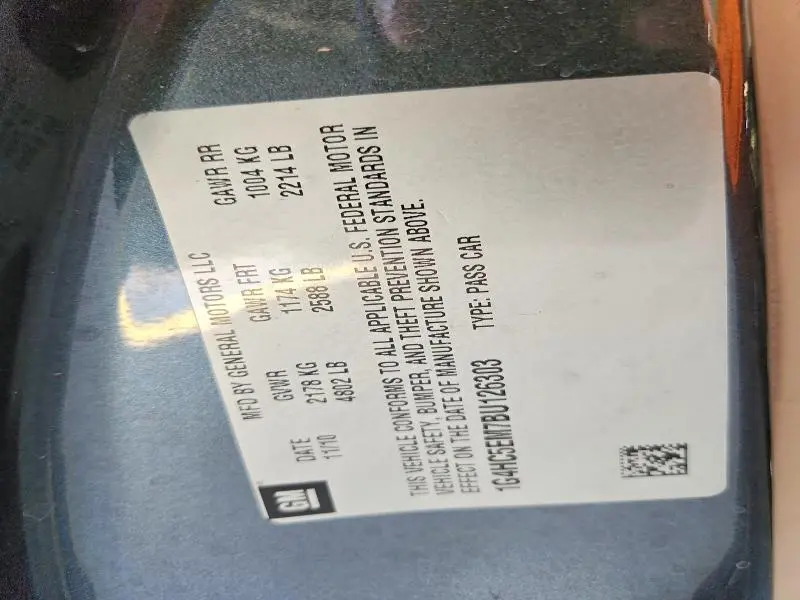 GM
MFD BY GENERAL MOTORS LLC
DATE GVWR GAWR FRT GAWR RR
11/10 2178 KG 1174 KG 1004 KG
4802 LB 2588 LB 2214 LB
THIS VEHICLE CONFORMS TO ALL APPLICABLE U.S. FEDERAL MOTOR
VEHICLE SAFETY, BUMPER, AND THEFT PREVENTION STANDARDS IN
EFFECT ON THE DATE OF MANUFACTURE SHOWN ABOVE.
1G4HC5EM7BU126303 TYPE: PASS CAR